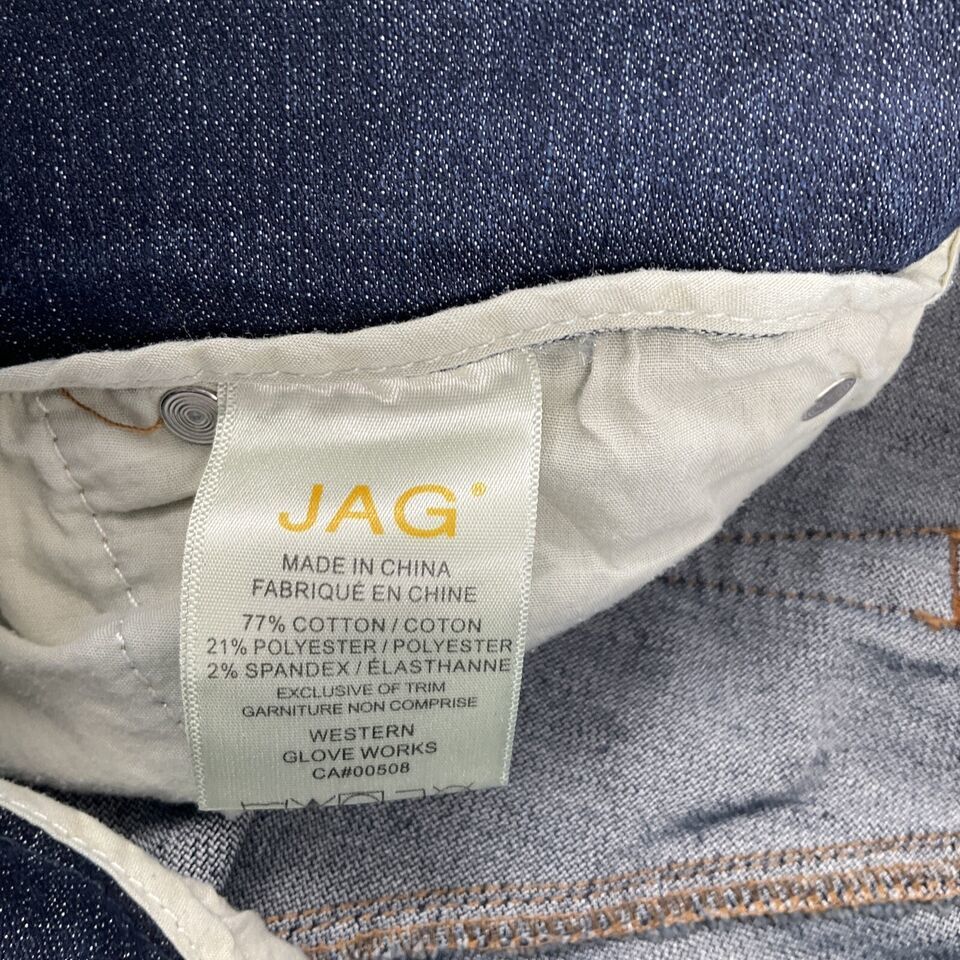 JAG®
MADE IN CHINA
FABRIQUÉ EN CHINE
77% COTTON / COTON
21% POLYESTER / POLYESTER
2% SPANDEX / ÉLASTHANNE
EXCLUSIVE OF TRIM
GARNITURE NON COMPRISE
WESTERN
GLOVE WORKS
CA#00508